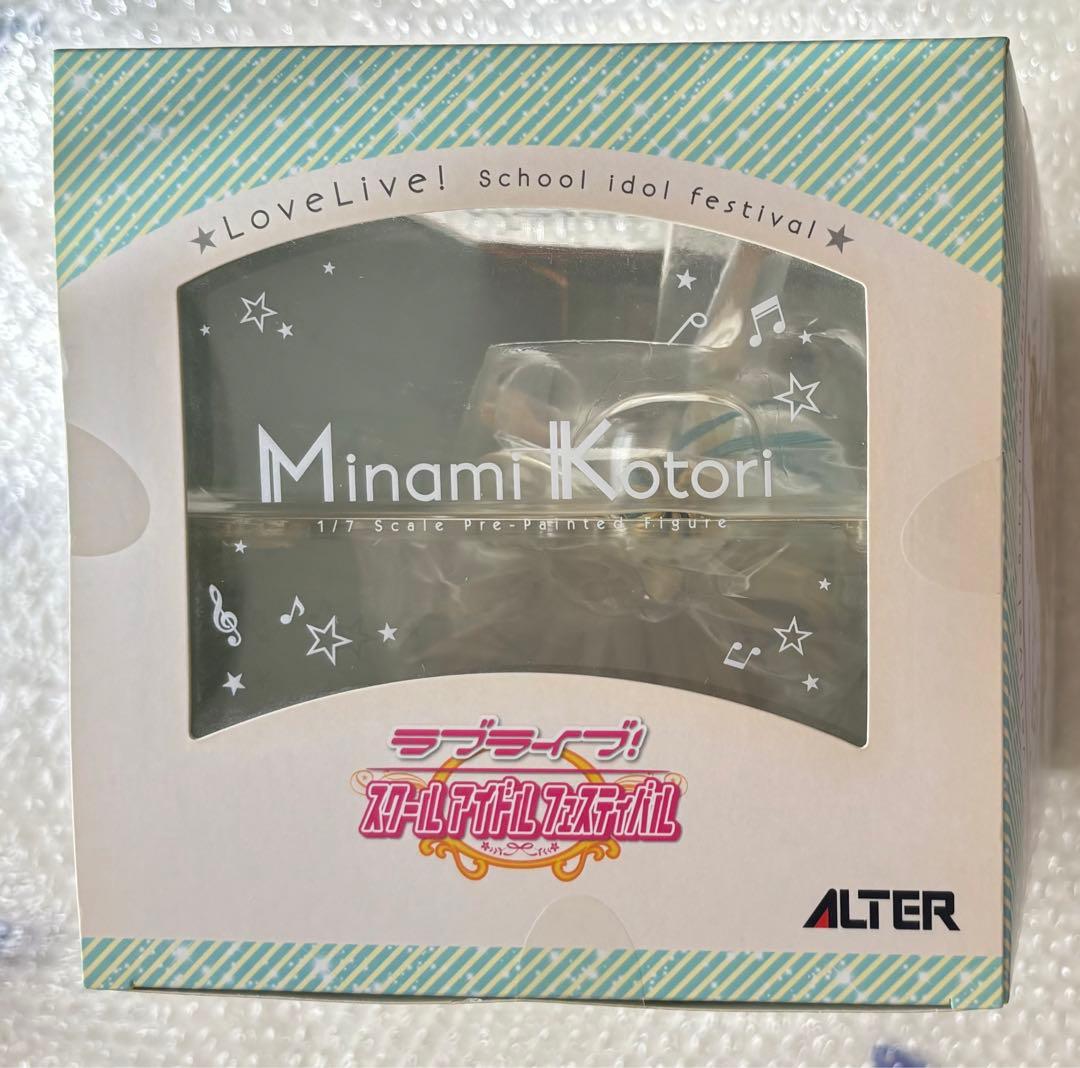 ★LoveLive! School idol festival★
Minami Kotori
1/7 Scale Pre-Painted Figure
ラブライブ!
スクールアイドルフェスティバル
ALTER